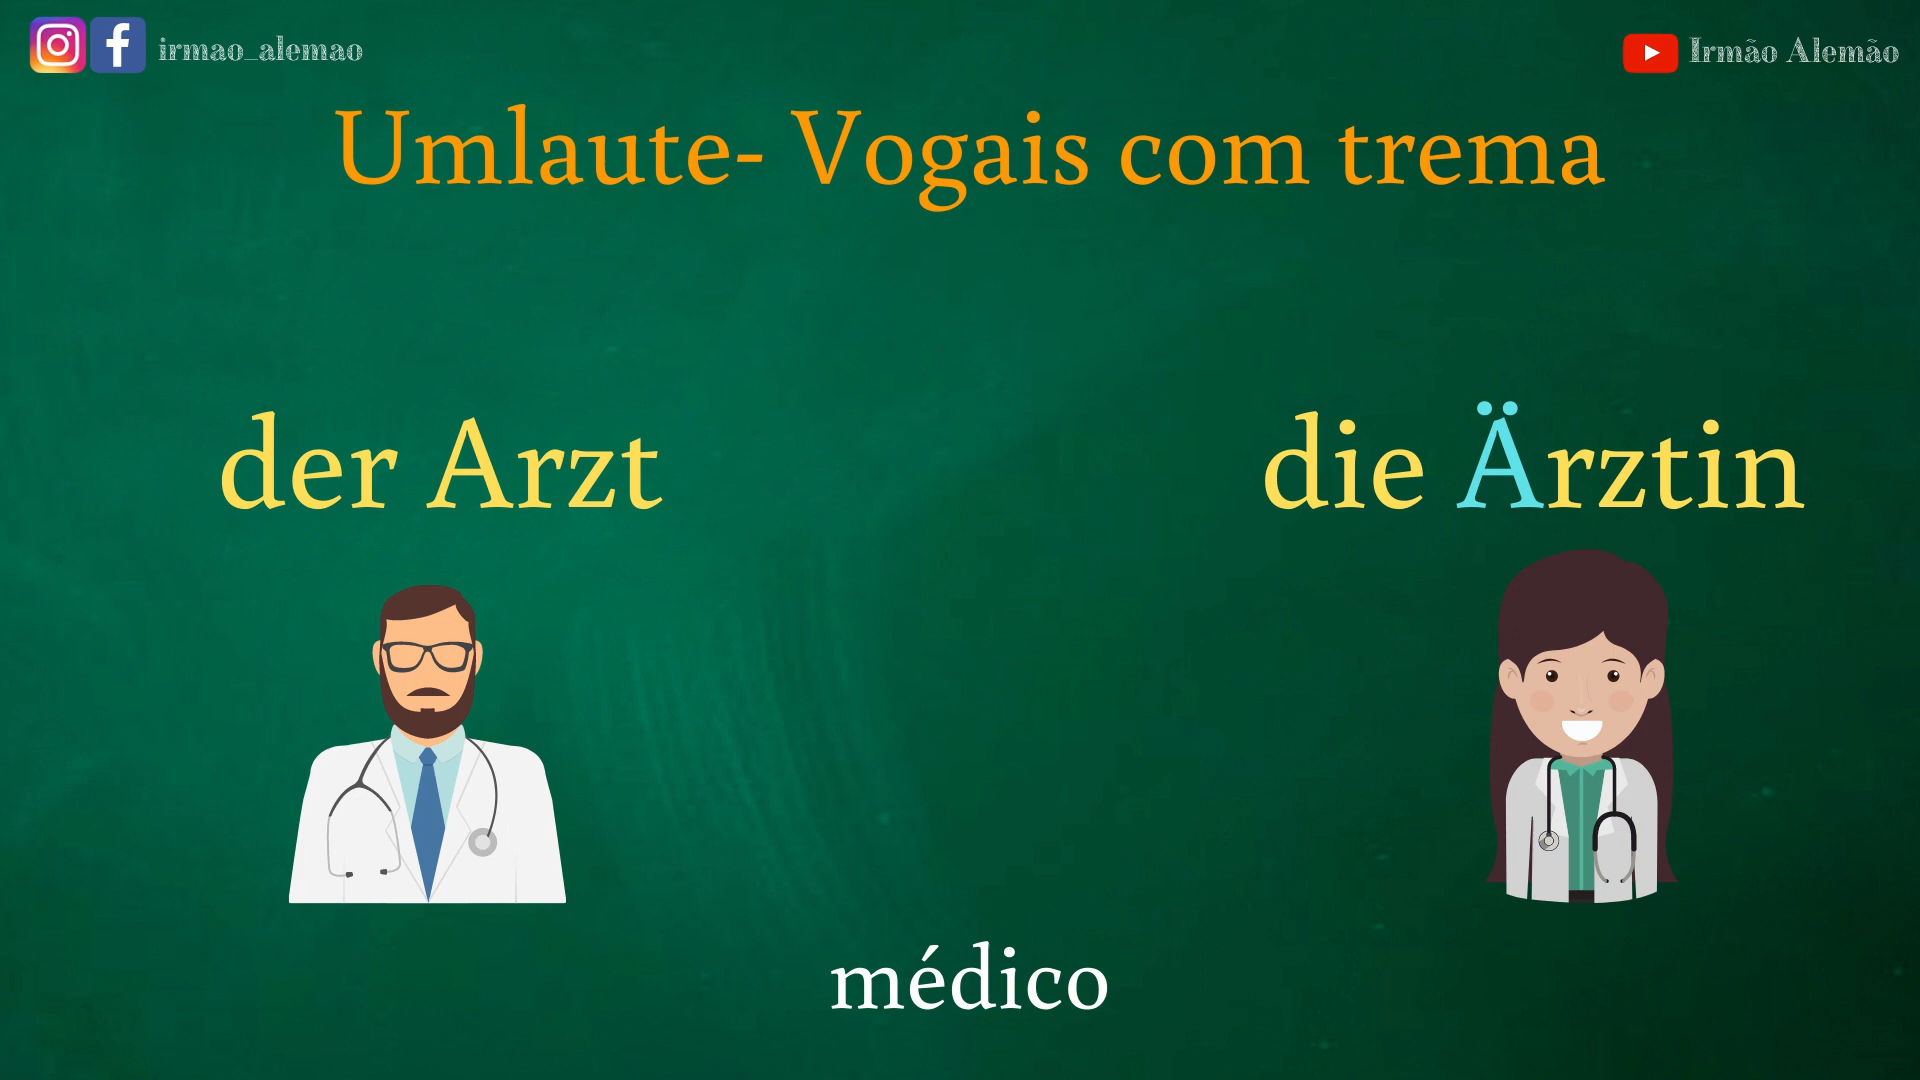 irmao_alemao
Irmão Alemão
Umlaute- Vogais com trema
der Arzt
die Ärztin
médico